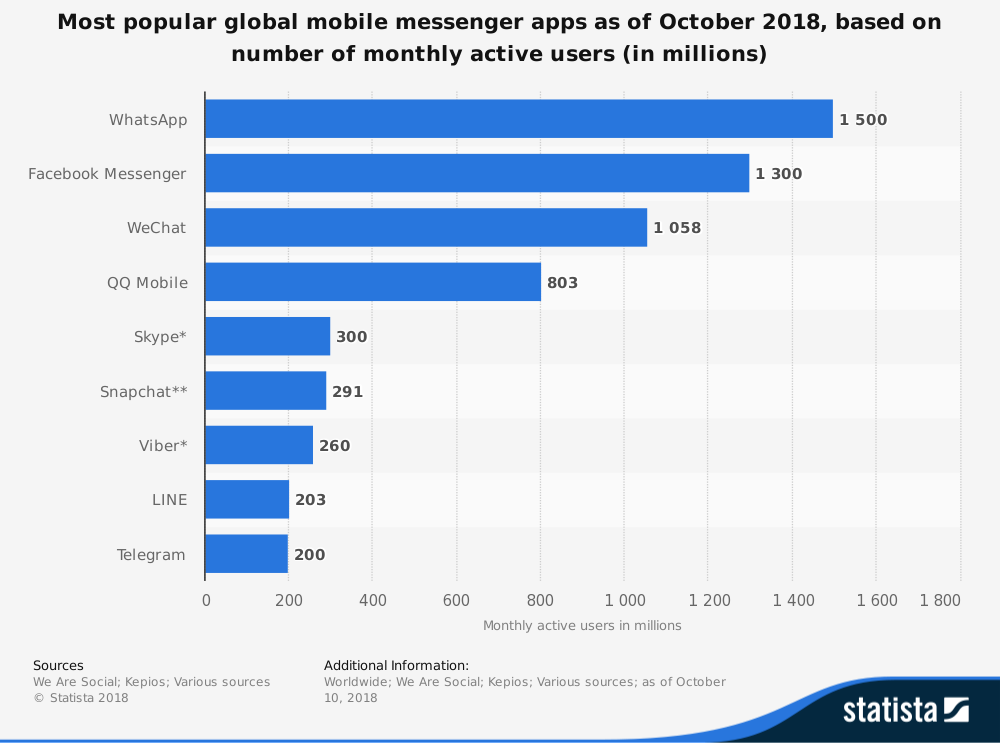 Most popular global mobile messenger apps as of October 2018, based on
number of monthly active users (in millions)
WhatsApp 1 500
Facebook Messenger 1 300
WeChat 1 058
QQ Mobile 803
Skype* 300
Snapchat** 291
Viber* 260
LINE 203
Telegram 200
0 200 400 600 800 1 000 1 200 1 400 1 600 1 800
Monthly active users in millions
Sources
We Are Social; Kepios; Various sources
© Statista 2018
Additional Information:
Worldwide; We Are Social; Kepios; Various sources; as of October
10, 2018
statista